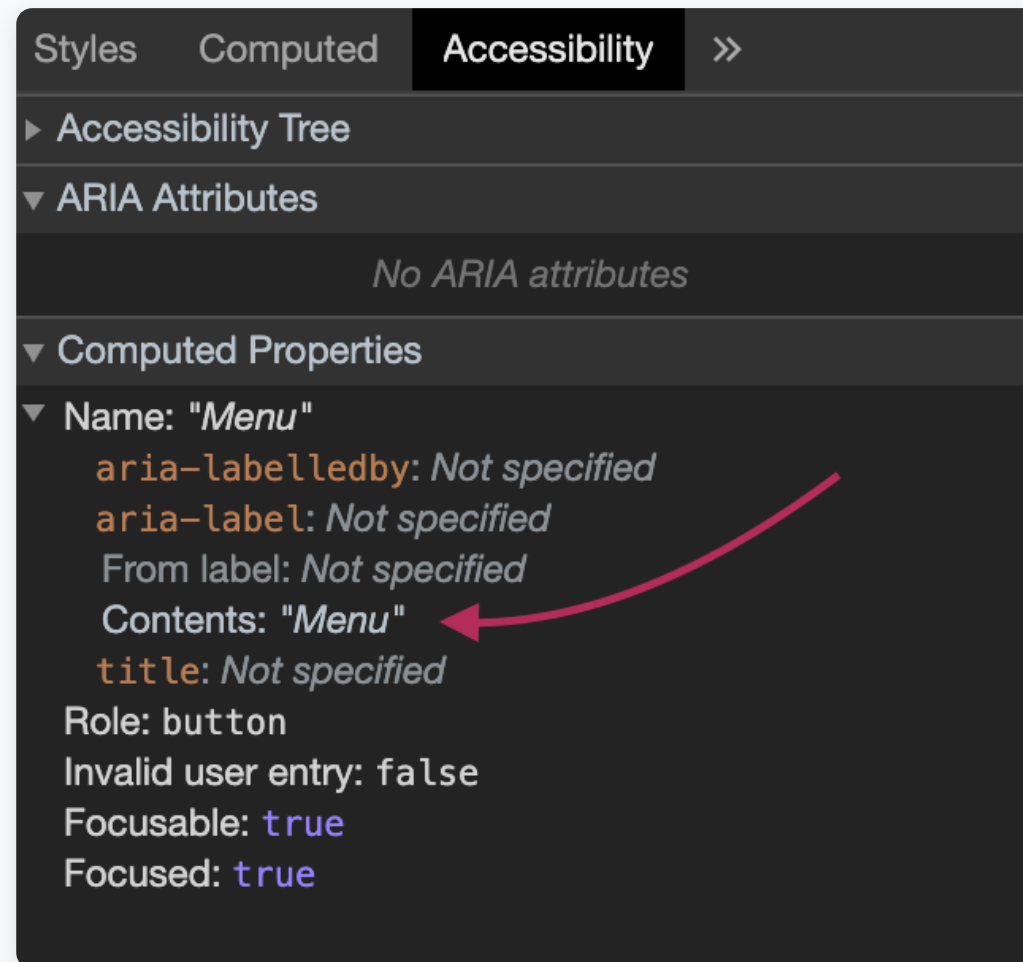 Styles Computed Accessibility »
Accessibility Tree
ARIA Attributes
No ARIA attributes
Computed Properties
Name: "Menu"
aria-labelledby: Not specified
aria-label: Not specified
From label: Not specified
Contents: "Menu"
title: Not specified
Role: button
Invalid user entry: false
Focusable: true
Focused: true